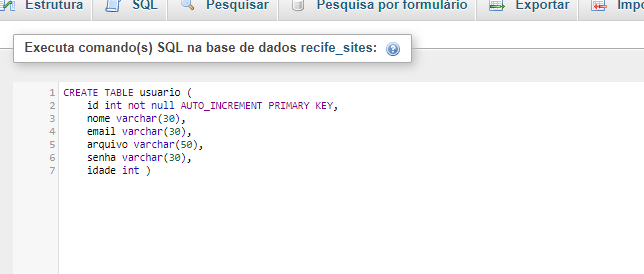 Estrutura SQL Pesquisar Pesquisa por formulário Exportar
Executa comando(s) SQL na base de dados recife_sites:
1 CREATE TABLE usuario (
2 id int not null AUTO_INCREMENT PRIMARY KEY,
3 nome varchar(30),
4 email varchar(30),
5 arquivo varchar(50),
6 senha varchar(30),
7 idade int )